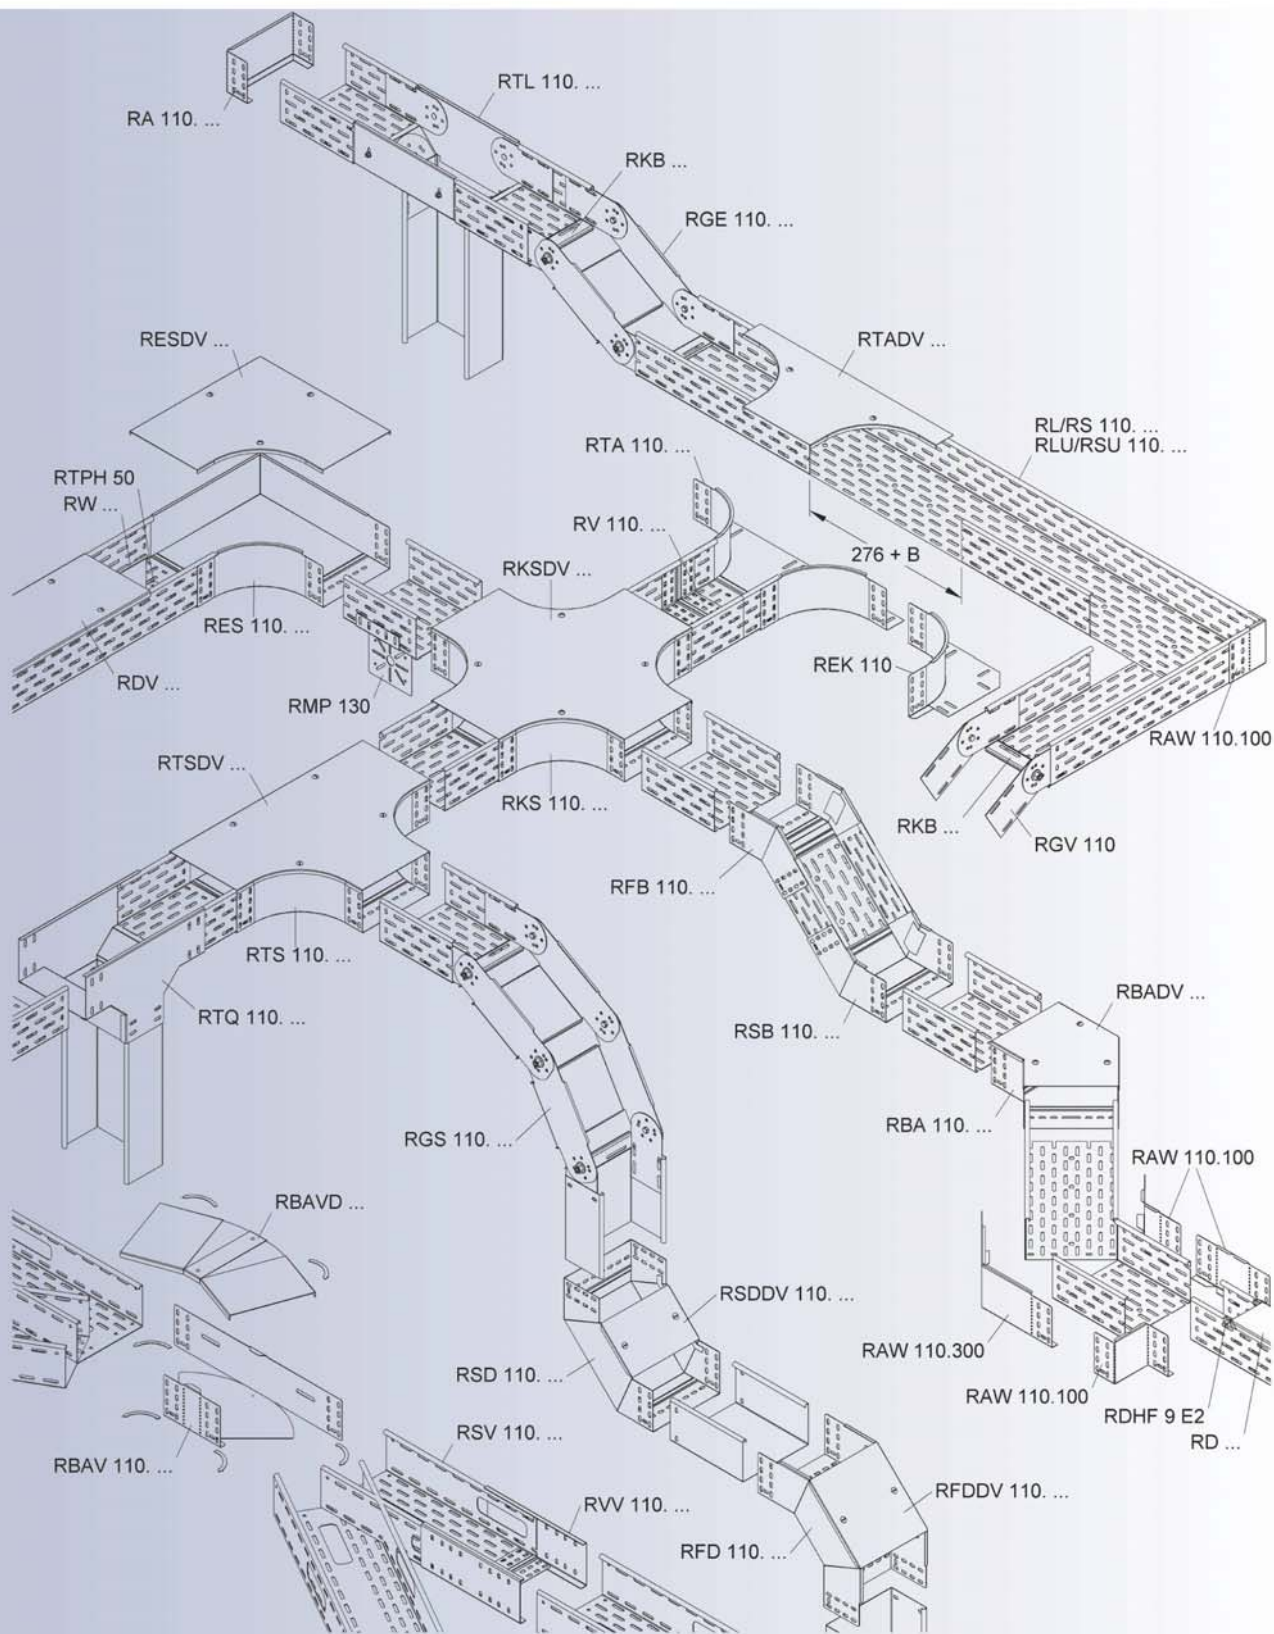 RTL 110. ...
RA 110. ...
RKB ...
RGE 110. ...
RESDV ...
RTADV ...
RL/RS 110. ...
RLU/RSU 110. ...
RTA 110. ...
RTPH 50
RW ...
RV 110. ...
276 + B
RKSDV ...
RES 110. ...
REK 110
RDV ...
RMP 130
RAW 110.100
RTSDV ...
RKS 110. ...
RKB ...
RGV 110
RFB 110. ...
RTS 110. ...
RBADV ...
RTQ 110. ...
RSB 110. ...
RBA 110. ...
RGS 110. ...
RAW 110.100
RBAVD ...
RSDDV 110. ...
RAW 110.300
RSD 110. ...
RAW 110.100
RDHF 9 E2
RSV 110. ...
RD ...
RBAV 110. ...
RFDDV 110. ...
RVV 110. ...
RFD 110. ...